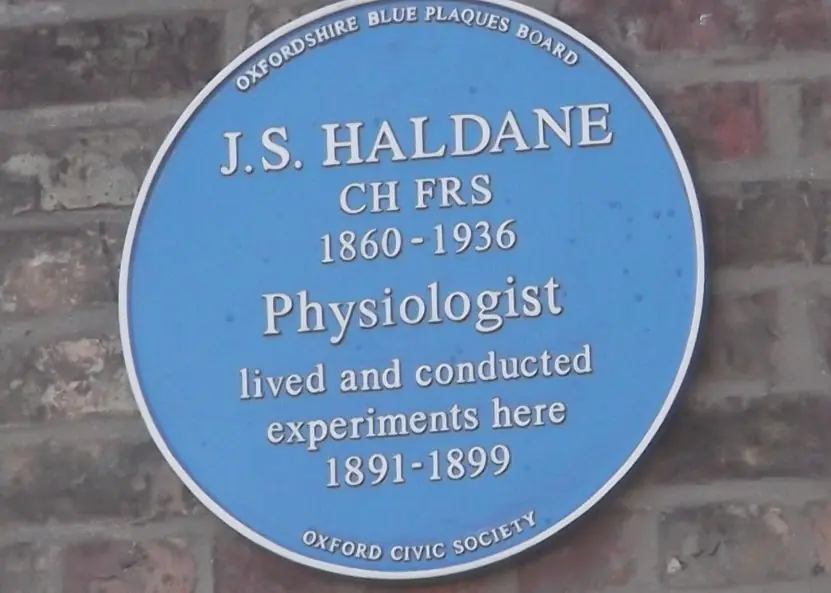 OXFORDSHIRE BLUE PLAQUES BOARD
J.S. HALDANE
CH FRS
1860 - 1936
Physiologist
lived and conducted
experiments here
1891-1899
OXFORD CIVIC SOCIETY